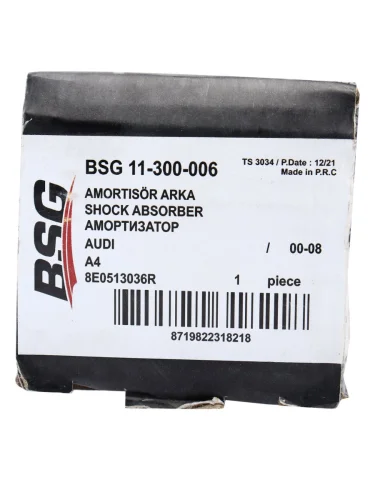 BSG
BSG 11-300-006
TS 3034 / P.Date : 12/21
Made in P.R.C
AMORTISÖR ARKA
SHOCK ABSORBER
АМОРТИЗАТОР
AUDI / 00-08
A4
8E0513036R 1 piece
8719822318218